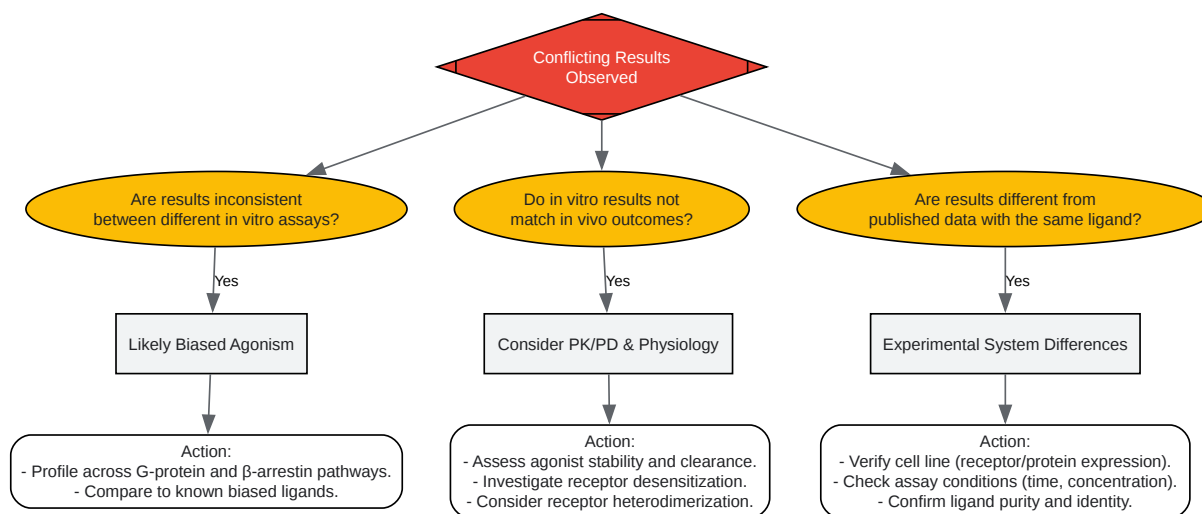 Conflicting Results
Observed
Are results inconsistent
between different in vitro assays?
Do in vitro results not
match in vivo outcomes?
Are results different from
published data with the same ligand?
Yes
Yes
Yes
Likely Biased Agonism
Consider PK/PD & Physiology
Experimental System Differences
Action:
- Profile across G-protein and β-arrestin pathways.
- Compare to known biased ligands.
Action:
- Assess agonist stability and clearance.
- Investigate receptor desensitization.
- Consider receptor heterodimerization.
Action:
- Verify cell line (receptor/protein expression).
- Check assay conditions (time, concentration).
- Confirm ligand purity and identity.